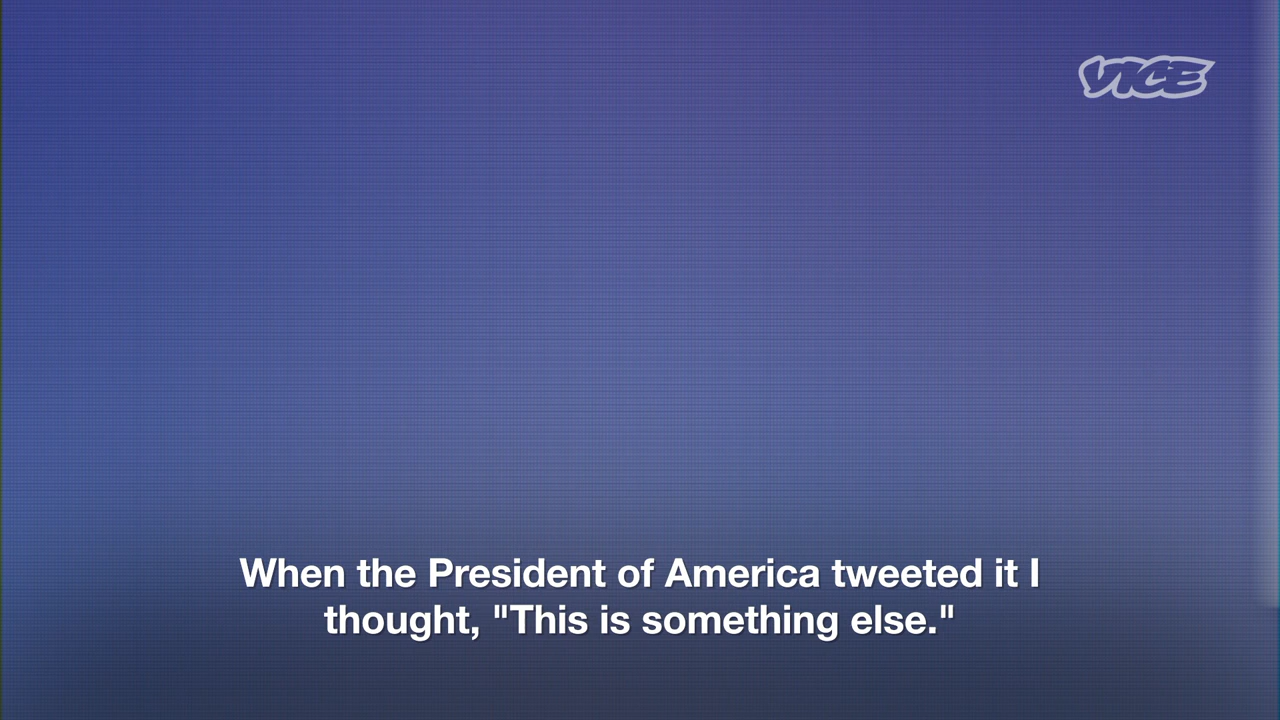 VICE
When the President of America tweeted it I
thought, "This is something else."